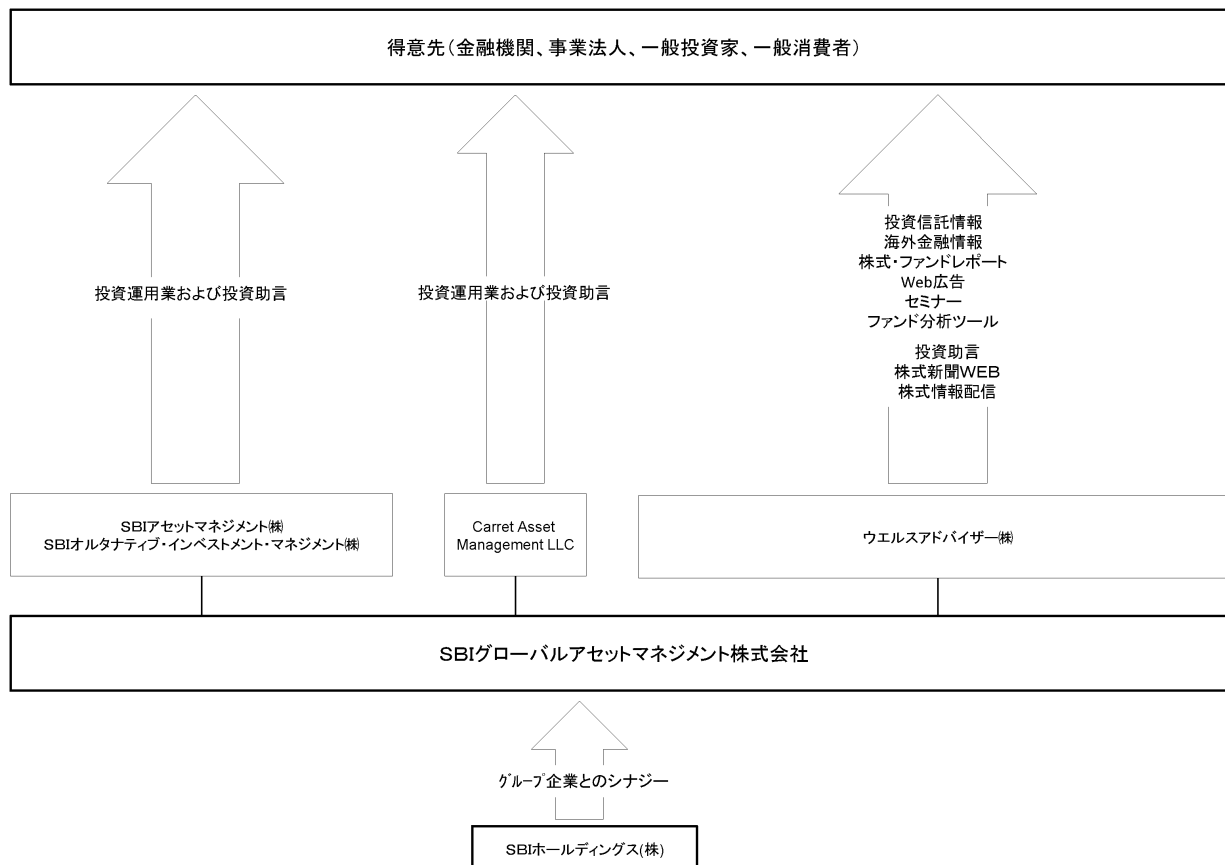 得意先(金融機関、事業法人、一般投資家、一般消費者)
投資運用業および投資助言
投資運用業および投資助言
投資信託情報
海外金融情報
株式・ファンドレポート
Web広告
セミナー
ファンド分析ツール
投資助言
株式新聞WEB
株式情報配信
SBIアセットマネジメント㈱
SBIオルタナティブ・インベストメント・マネジメント㈱
Carret Asset
Management LLC
ウエルスアドバイザー㈱
SBIグローバルアセットマネジメント株式会社
グループ企業とのシナジー
SBIホールディングス(株)